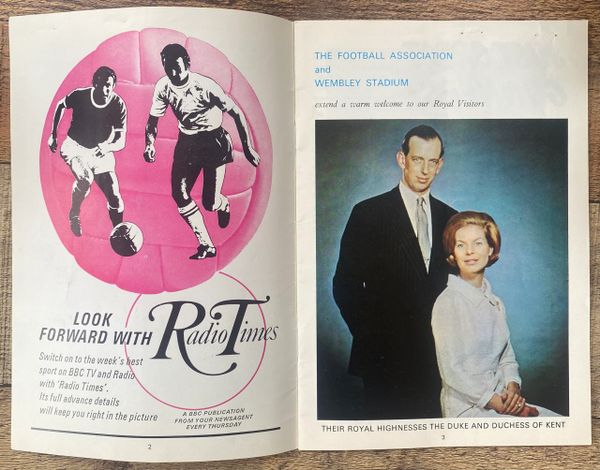 LOOK
FORWARD WITH Radio Times
Switch on to the week's best
sport on BBC TV and Radio
with 'Radio Times'.
Its full advance details
will keep you right in the picture
A BBC PUBLICATION
FROM YOUR NEWSAGENT
EVERY THURSDAY
2
THE FOOTBALL ASSOCIATION
and
WEMBLEY STADIUM
extend a warm welcome to our Royal Visitors
THEIR ROYAL HIGHNESSES THE DUKE AND DUCHESS OF KENT
3